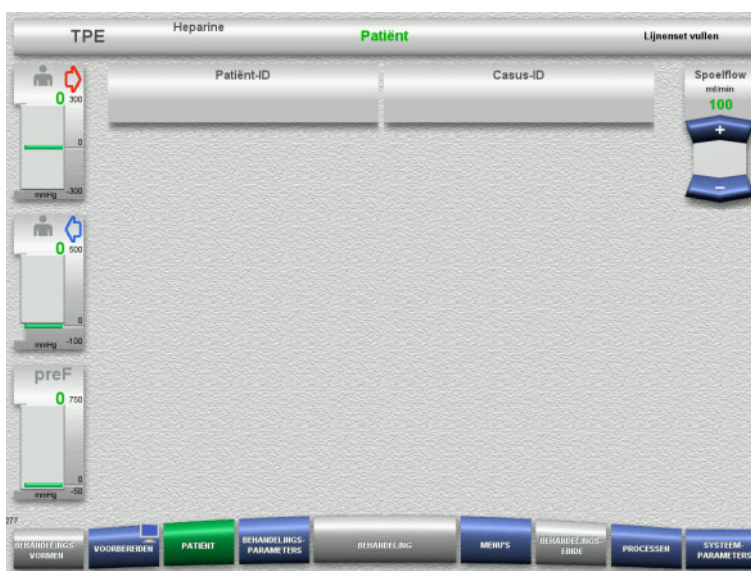 TPE
Heparine
Patiënt
Lijnenset vullen
Patiënt-ID
Casus-ID
Spoelflow
ml/min
100
+
−
0
300
0
-300
mmHg
0
500
0
-100
mmHg
preF
0
750
0
-50
mmHg
277
BEHANDELINGS-
VORMEN
VOORBEREIDEN
PATIËNT
BEHANDELINGS-
PARAMETERS
BEHANDELING
MENU'S
BEHANDELINGS-
EINDE
PROCESSEN
SYSTEEM-
PARAMETERS